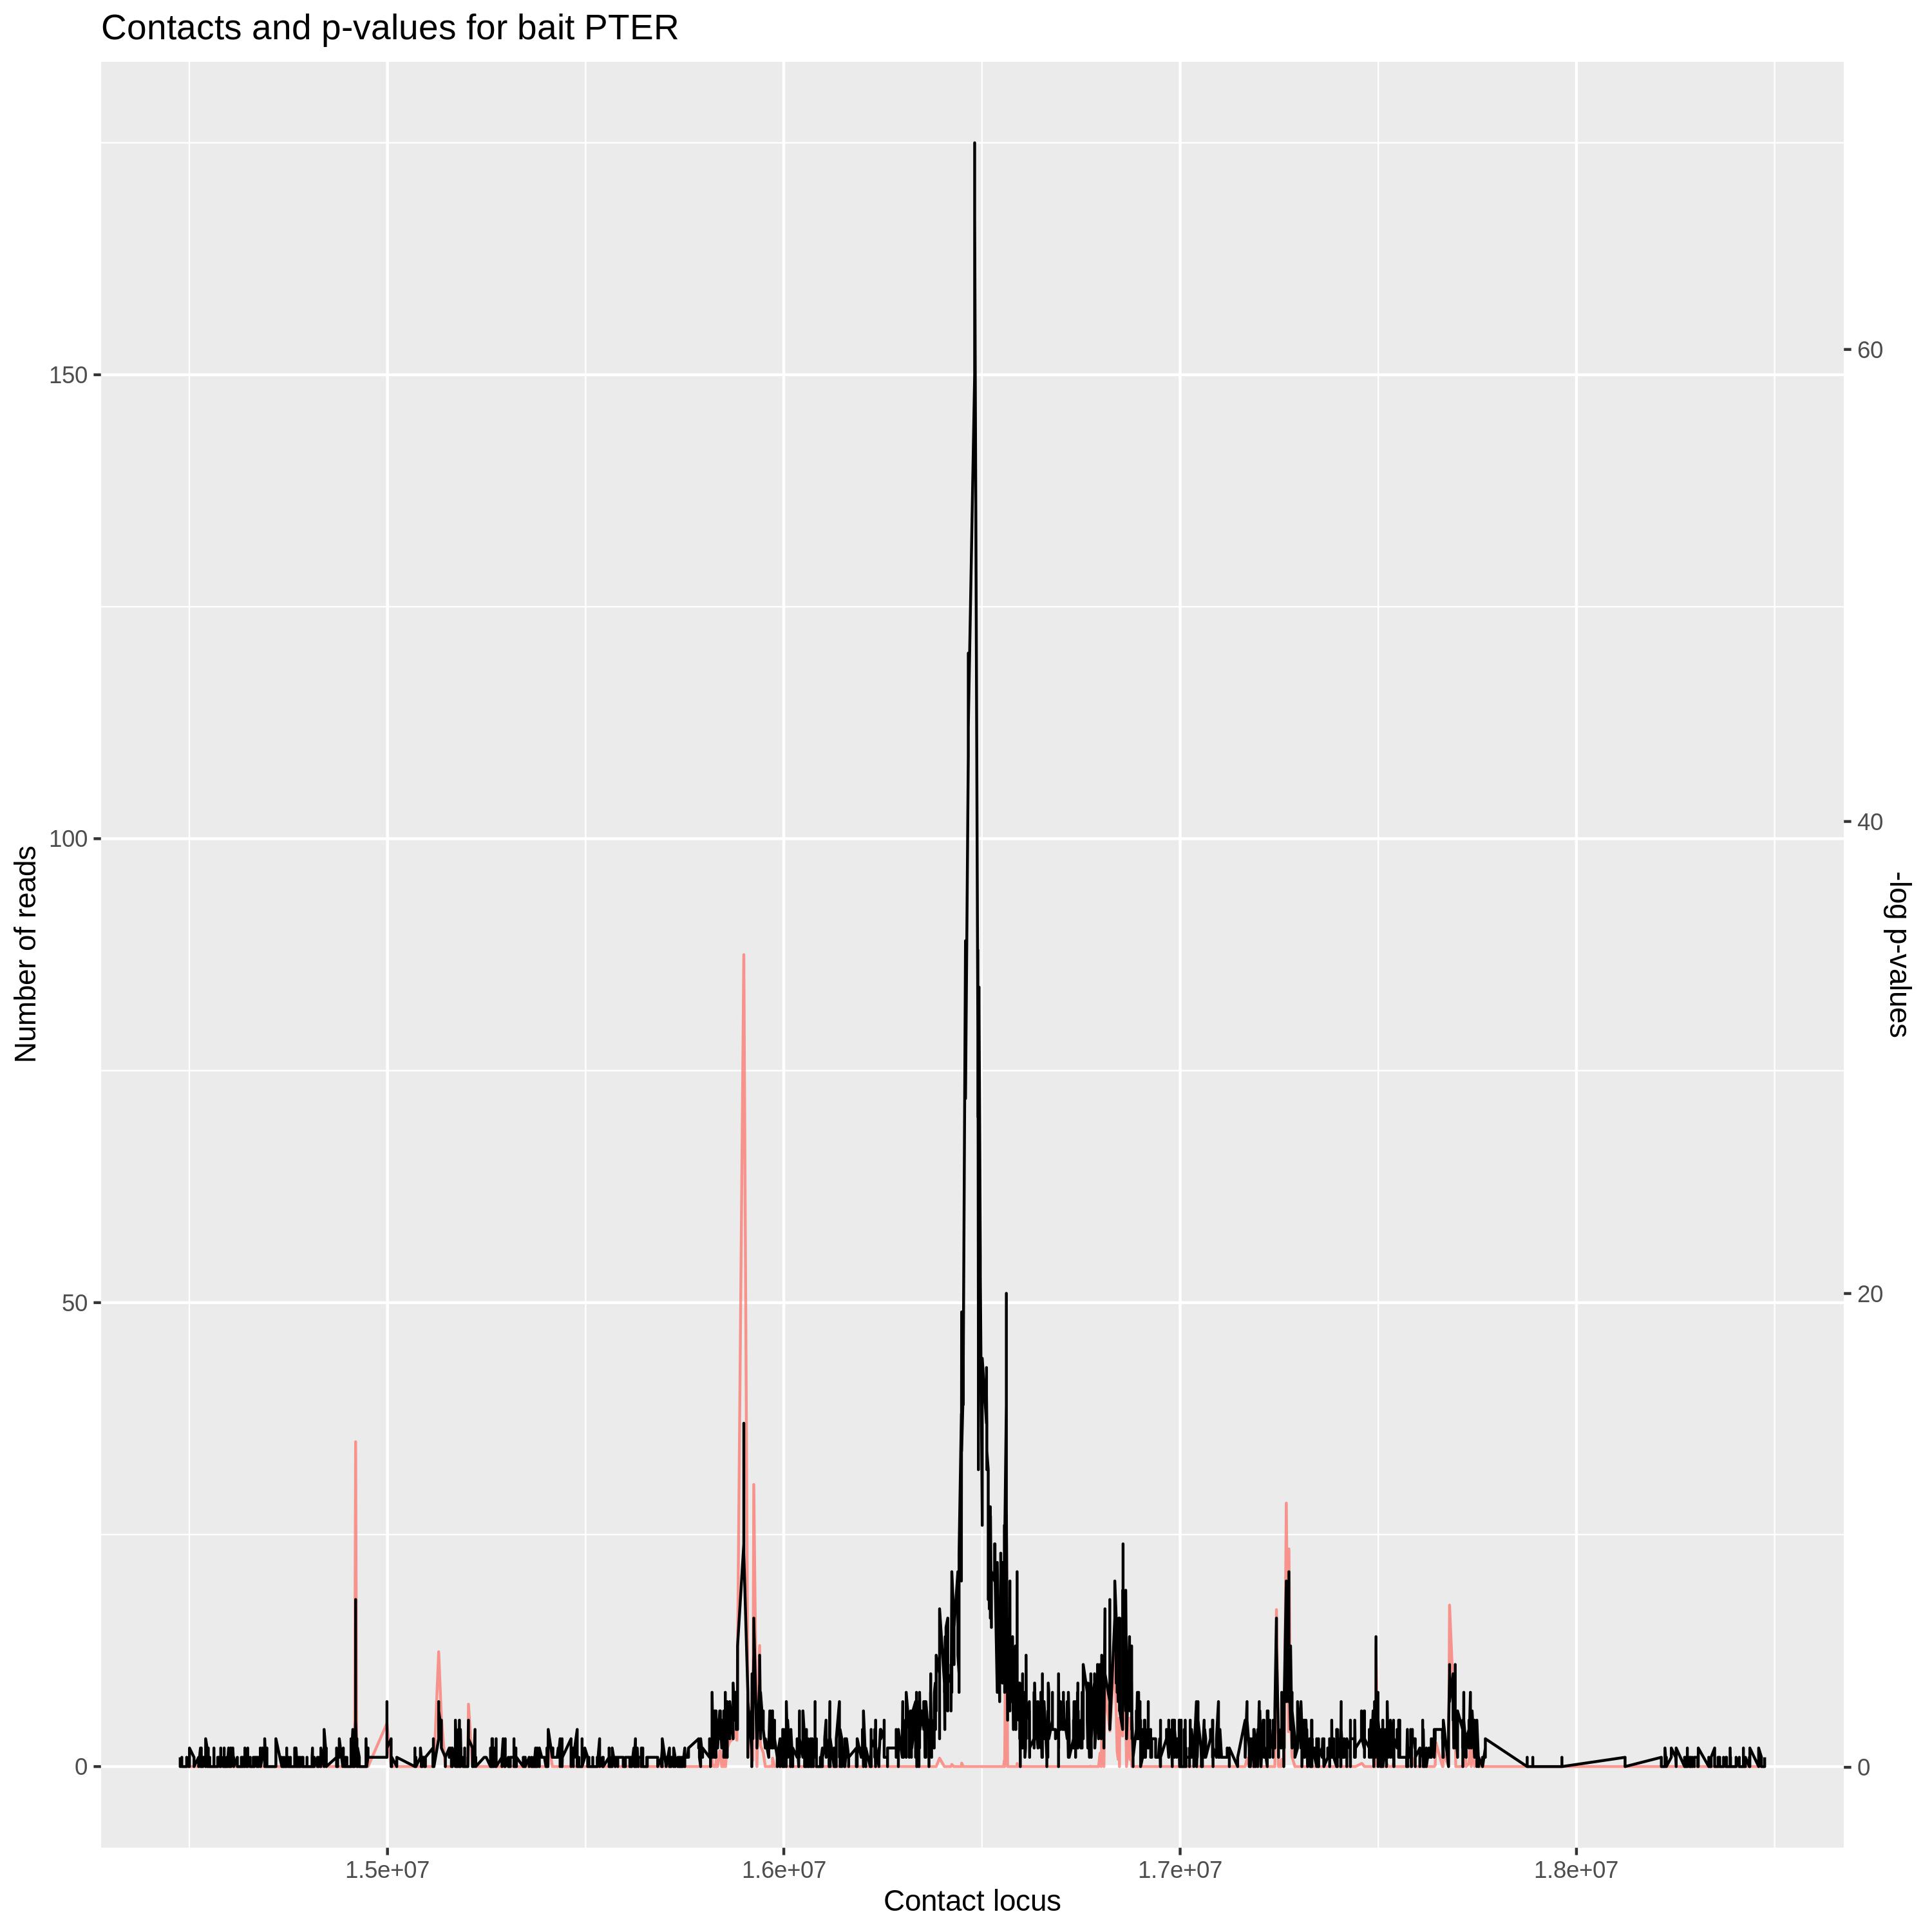 Contacts and p-values for bait PTER
150
100
50
0
Number of reads
60
40
20
0
-log p-values
1.5e+07
1.6e+07
1.7e+07
1.8e+07
Contact locus